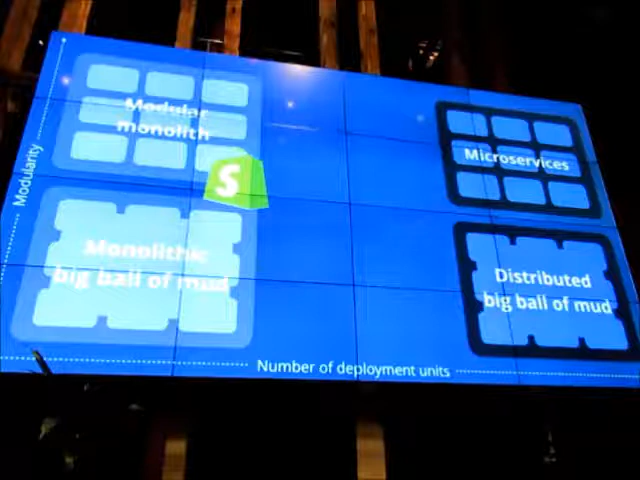 Modular
monolith
Microservices
S
Modularity
Monolithic
big ball of mud
Distributed
big ball of mud
Number of deployment units